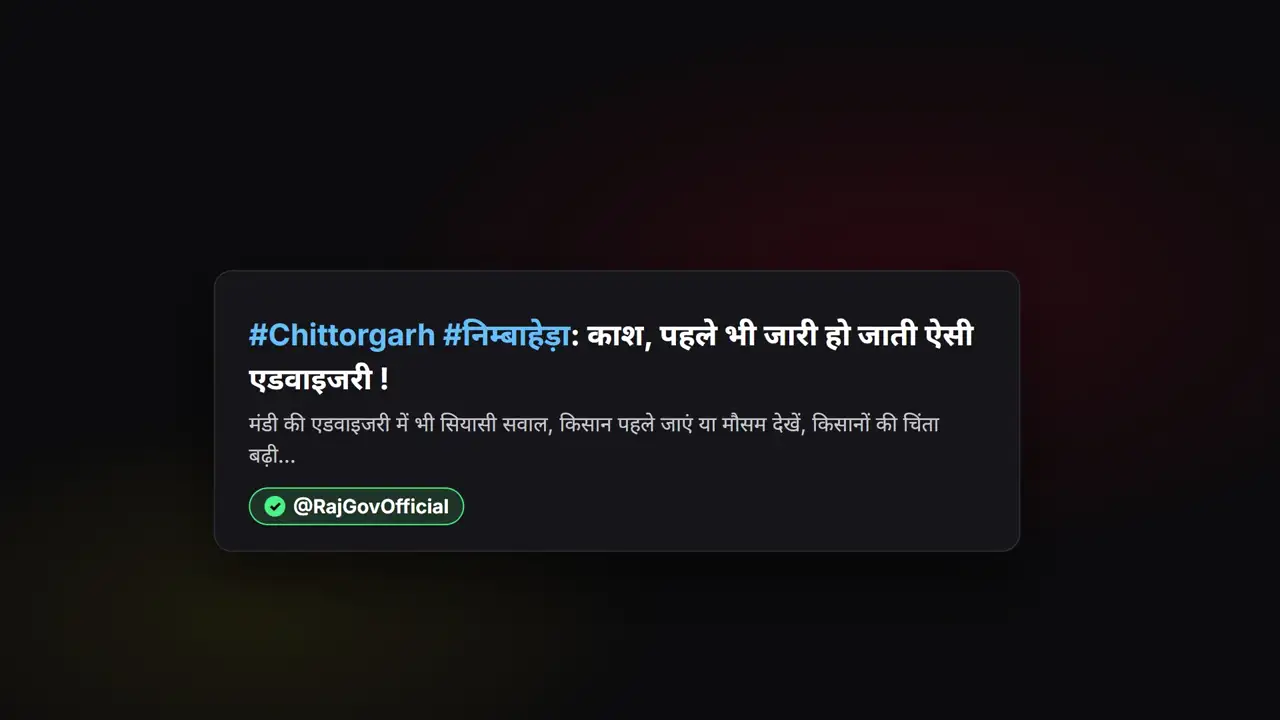 #Chittorgarh #निम्बाहेड़ा: काश, पहले भी जारी हो जाती ऐसी
एडवाइजरी !
मंडी की एडवाइजरी में भी सियासी सवाल, किसान पहले जाएं या मौसम देखें, किसानों की चिंता
बढ़ी...
@RajGovOfficial